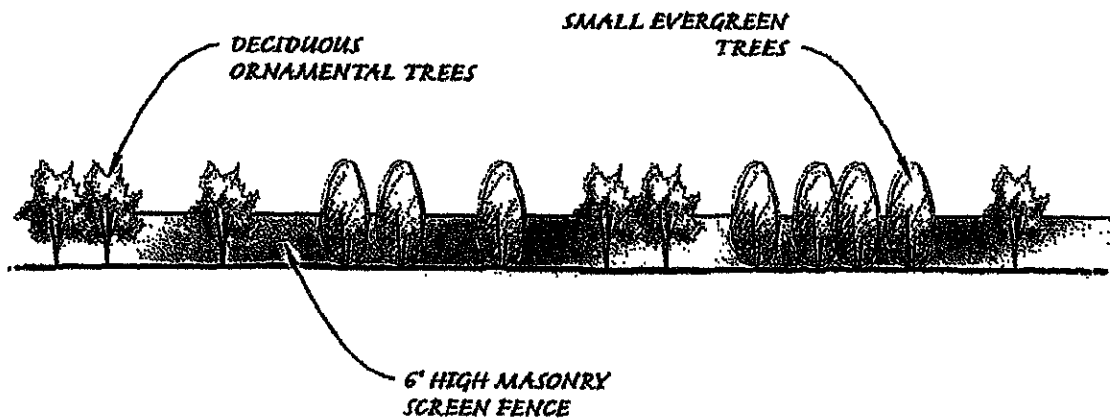 DECIDUOUS
ORNAMENTAL TREES
SMALL EVERGREEN
TREES
6' HIGH MASONRY
SCREEN FENCE